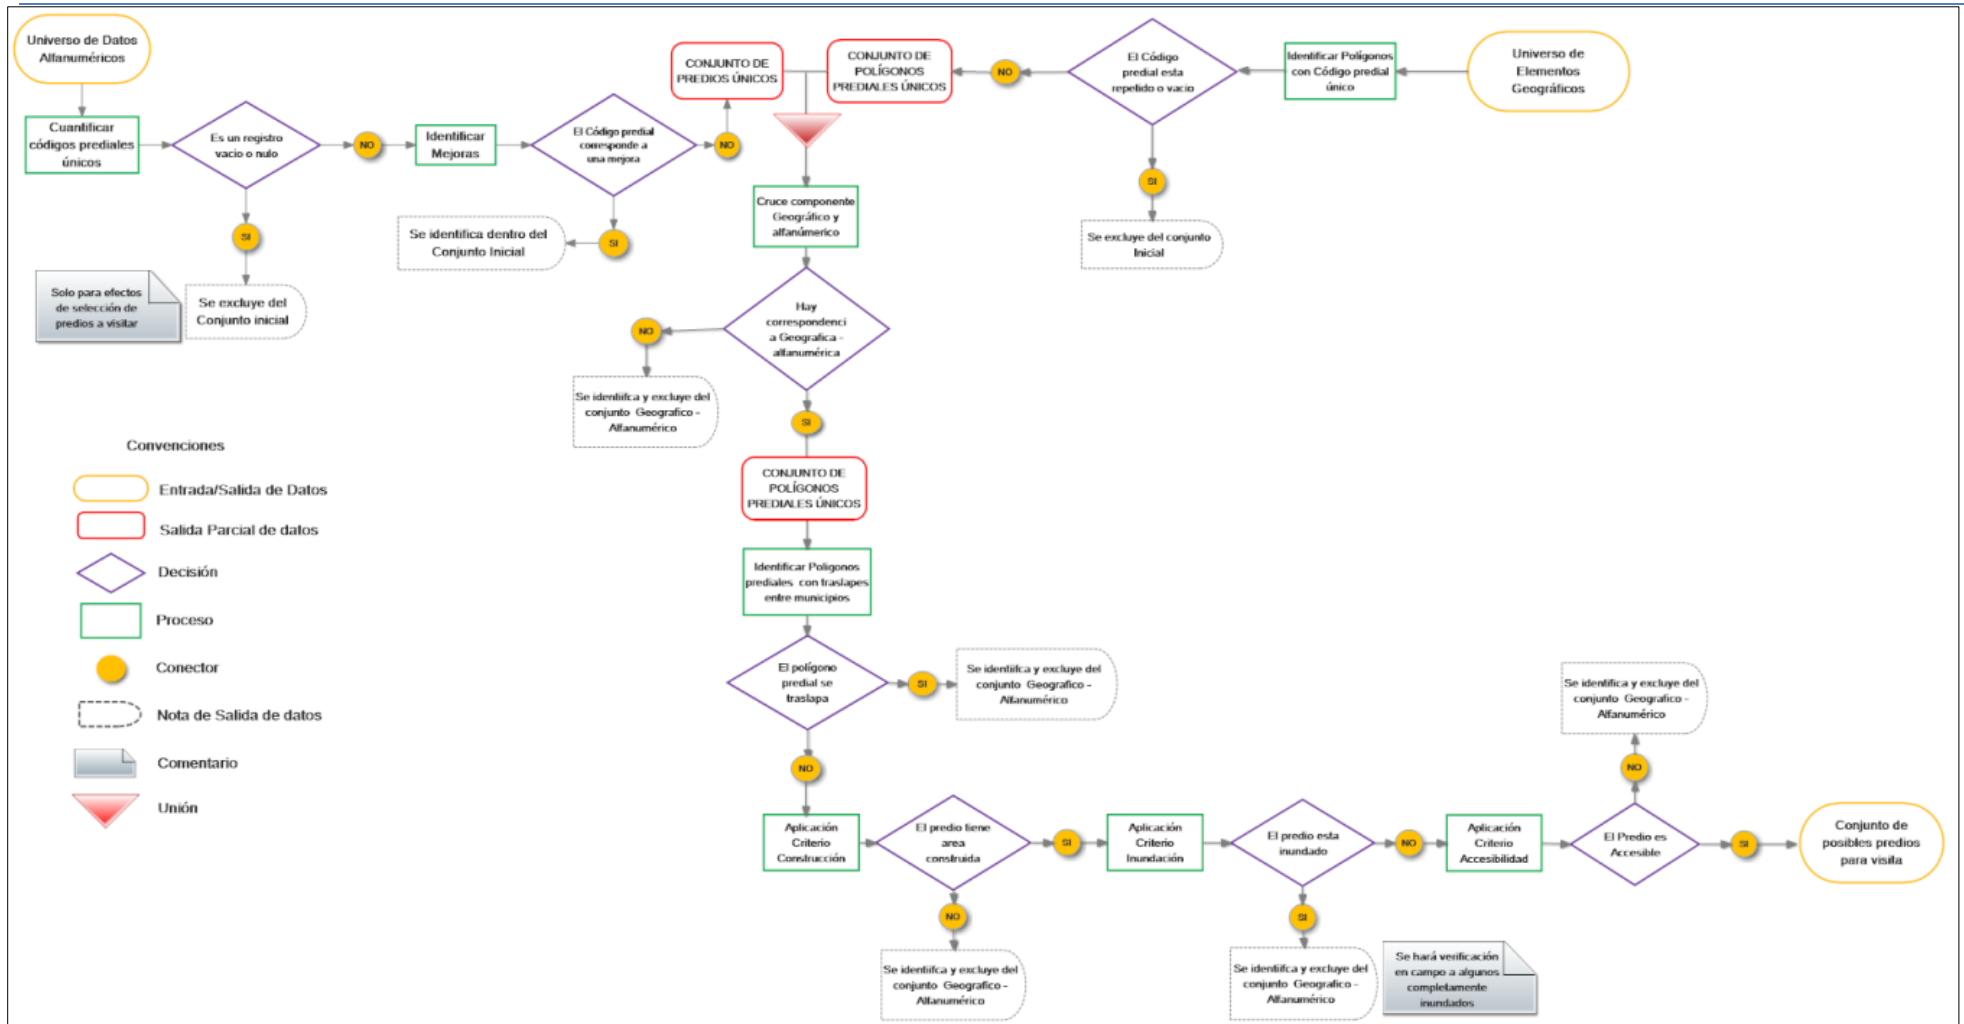 Universo de Datos
Alfanuméricos
Cuantificar
códigos prediales
únicos
Es un registro
vacio o nulo
NO
SI
Se excluye del
Conjunto inicial
Solo para efectos
de selección de
predios a visitar
Identificar
Mejoras
El Código predial
corresponde a
una mejora
NO
SI
Se identifica dentro del
Conjunto Inicial
CONJUNTO DE
PREDIOS ÚNICOS
CONJUNTO DE
POLÍGONOS
PREDIALES ÚNICOS
NO
El Código
predial esta
repetido o vacio
SI
Se excluye del conjunto
Inicial
Identificar Polígonos
con Código predial
único
Universo de
Elementos
Geográficos
Cruce componente
Geográfico y
alfanúmerico
Hay
correspondenci
a Geografica -
alfanumérica
NO
Se identiifca y excluye del
conjunto Geografico -
Alfanumérico
SI
CONJUNTO DE
POLÍGONOS
PREDIALES ÚNICOS
Identificar Poligonos
prediales con traslapes
entre municipios
El polígono
predial se
traslapa
SI
Se identiifca y excluye del
conjunto Geografico -
Alfanumérico
NO
Aplicación
Criterio
Construcción
El predio tiene
area
construida
NO
Se identiifca y excluye del
conjunto Geografico -
Alfanumérico
SI
Aplicación
Criterio
Inundación
El predio esta
inundado
SI
Se identiifca y excluye del
conjunto Geografico -
Alfanumérico
Se hará verificación
en campo a algunos
completamente
inundados
NO
Aplicación
Criterio
Accesibilidad
El Predio es
Accesible
NO
Se identifica y excluye del
conjunto Geografico -
Alfanumérico
SI
Conjunto de
posibles predios
para visita
Convenciones
Entrada/Salida de Datos
Salida Parcial de datos
Decisión
Proceso
Conector
Nota de Salida de datos
Comentario
Unión